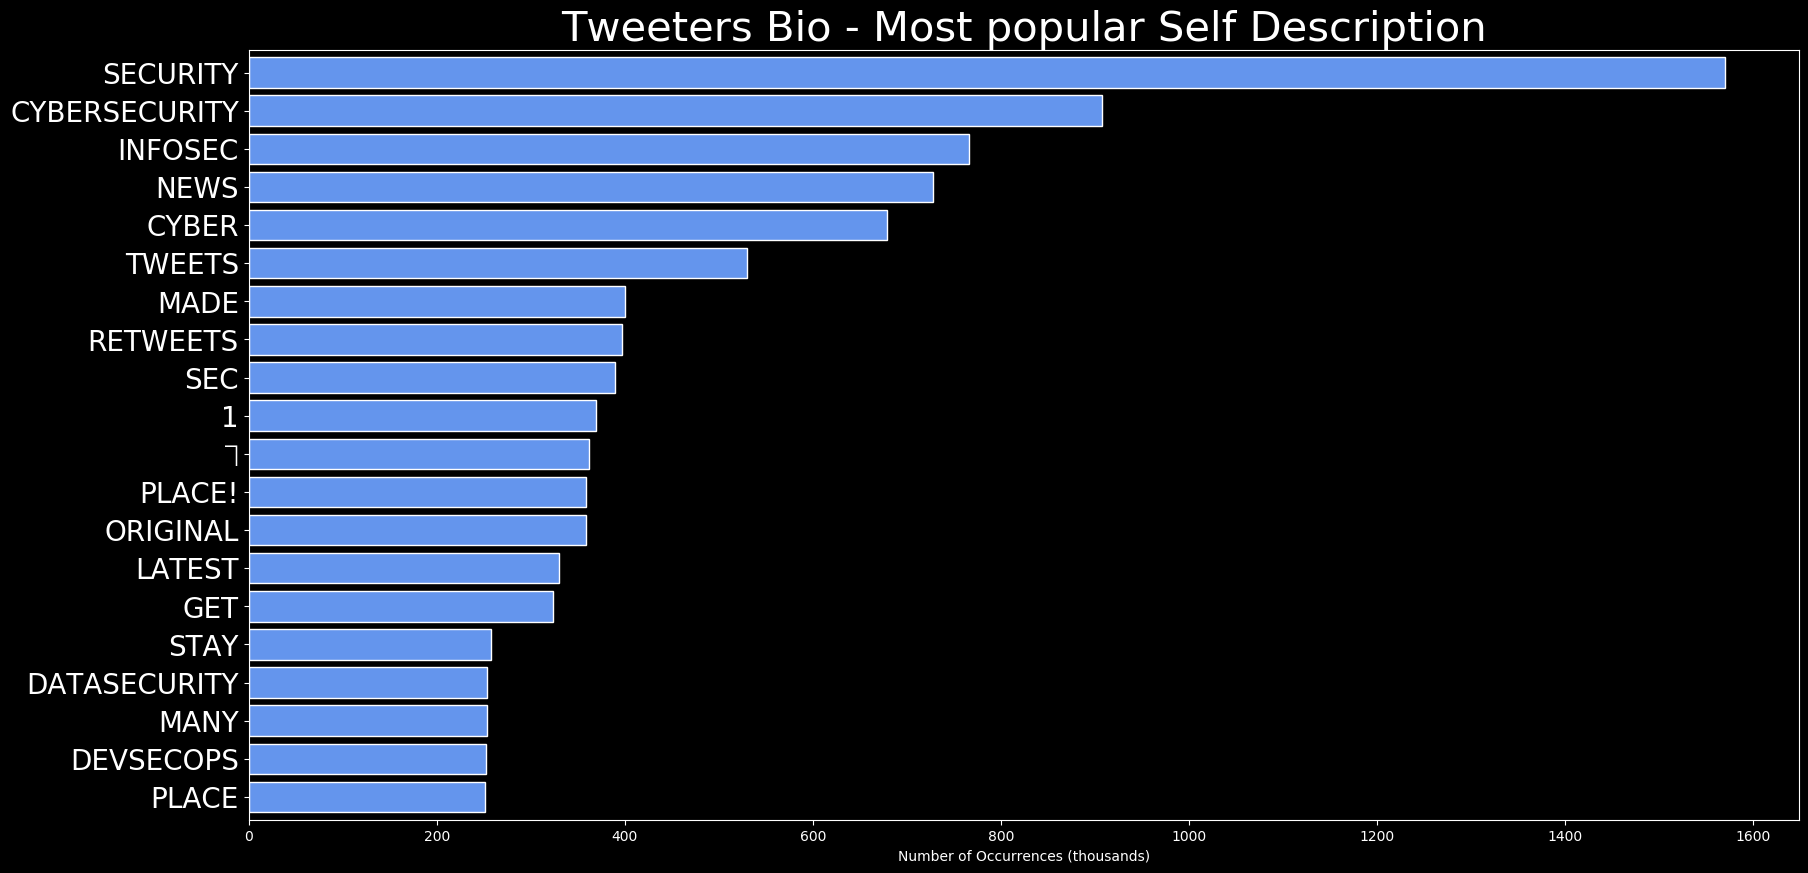 Tweeters Bio - Most popular Self Description
SECURITY
CYBERSECURITY
INFOSEC
NEWS
CYBER
TWEETS
MADE
RETWEETS
SEC
1
PLACE!
ORIGINAL
LATEST
GET
STAY
DATASECURITY
MANY
DEVSECOPS
PLACE
0 200 400 600 800 1000 1200 1400 1600
Number of Occurrences (thousands)